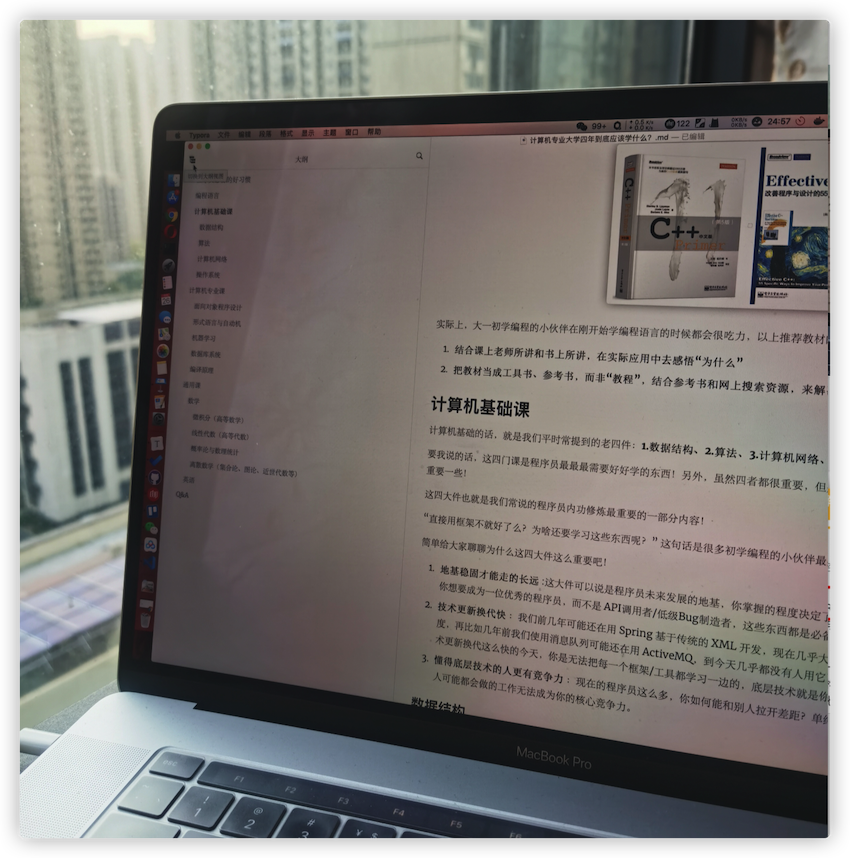 Typora 文件 编辑 段落 格式 显示 主题 窗口 帮助
99+ 122 24:57
计算机专业大学四年到底应该学什么？.md — 已编辑
大纲
的好习惯
编程语言
计算机基础课
数据结构
算法
计算机网络
操作系统
计算机专业课
面向对象程序设计
形式语言与自动机
机器学习
数据库系统
编译原理
通用课
数学
微积分（高等数学）
线性代数（高等代数）
概率论与数理统计
离散数学（集合论、图论、近世代数等）
英语
Q&A
C++
Effective
改善程序与设计的55
实际上，大一初学编程的小伙伴在刚开始学编程语言的时候都会很吃力，以上推荐教材
1. 结合课上老师所讲和书上所讲，在实际应用中去感悟“为什么”
2. 把教材当成工具书、参考书，而非“教程”，结合参考书和网上搜索资源，来解
计算机基础课
计算机基础的话，就是我们平时常提到的老四件：1.数据结构、2.算法、3.计算机网络、
要我说的话，这四门课是程序员最最最需要好好学的东西！另外，虽然四者都很重要，但
重要一些！
这四大件也就是我们常说的程序员内功修炼最重要的一部分内容！
“直接用框架不就好了么？为啥还要学习这些东西呢？”这句话是很多初学编程的小伙伴最
简单给大家聊聊为什么这四大件这么重要吧！
1. 地基稳固才能走的长远：这大件可以说是程序员未来发展的地基，你掌握的程度决定了
你想要成为一位优秀的程序员，而不是 API调用者/低级Bug制造者，这些东西都是必备
2. 技术更新换代快：我们前几年可能还在用 Spring 基于传统的 XML 开发，现在几乎大
度，再比如几年前我们使用消息队列可能还在用 ActiveMQ，到今天几乎都没有人用它
术更新换代这么快的今天，你是无法把每一个框架/工具都学习一边的，底层技术就是你
3. 懂得底层技术的人更有竞争力：现在的程序员这么多，你如何能和别人拉开差距？单纯
人可能都会做的工作无法成为你的核心竞争力。
数据结构
MacBook Pro
esc F1 F2 F3 F4 F5 F6
! @ # ¥ $
1 2 3